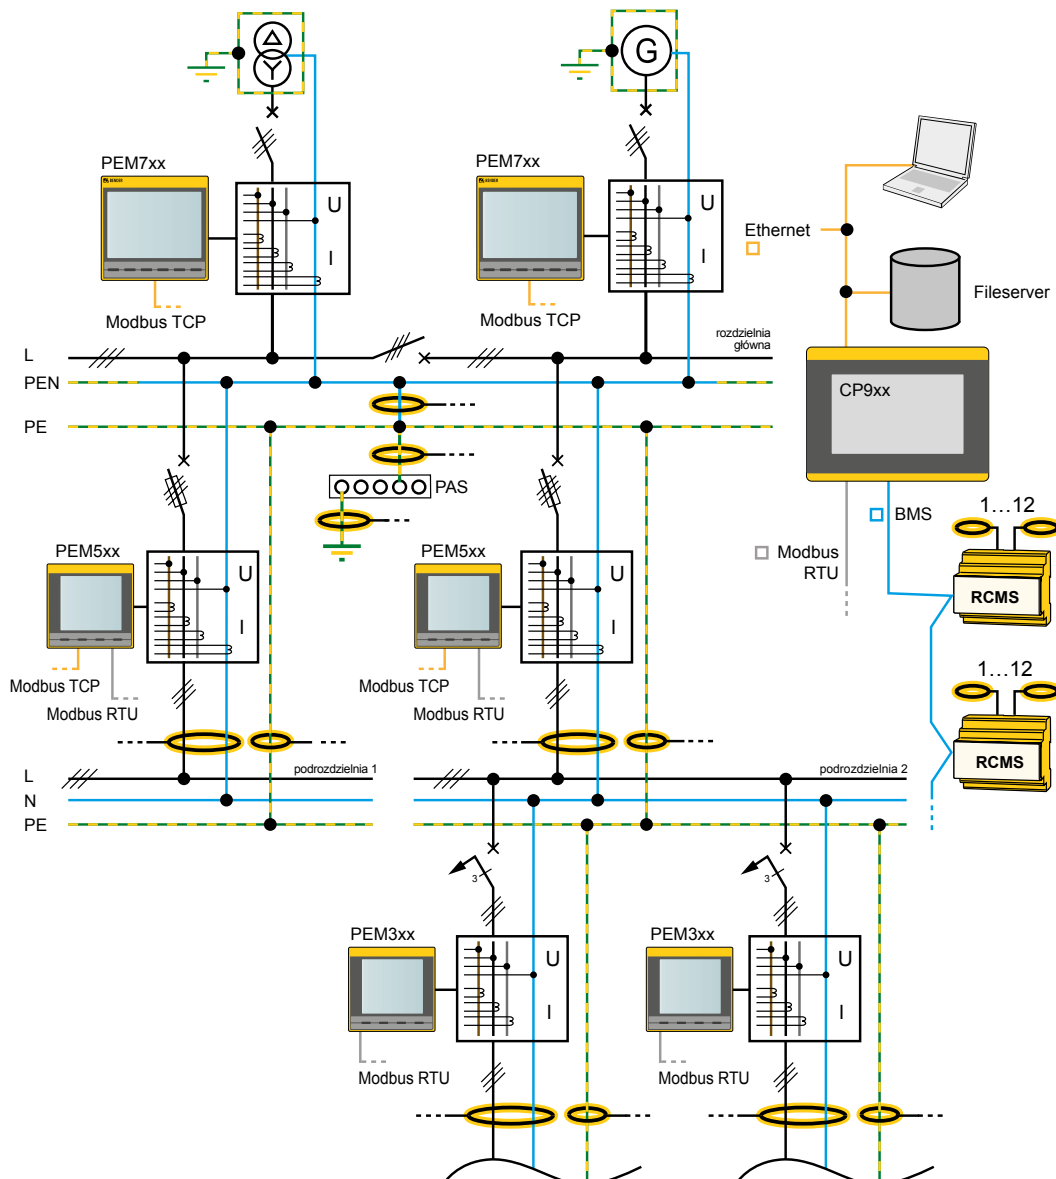 G
PEM7xx
BENDER
U
I
Modbus TCP
PEM7xx
BENDER
U
I
Modbus TCP
Ethernet
Fileserver
CP9xx
L
rozdzielnia
główna
PEN
PE
PAS
BMS
Modbus
RTU
1…12
RCMS
1…12
RCMS
PEM5xx
U
I
Modbus TCP
Modbus RTU
PEM5xx
U
I
Modbus TCP
Modbus RTU
L
podrozdzielnia 1
podrozdzielnia 2
N
PE
3
3
PEM3xx
U
I
Modbus RTU
PEM3xx
U
I
Modbus RTU